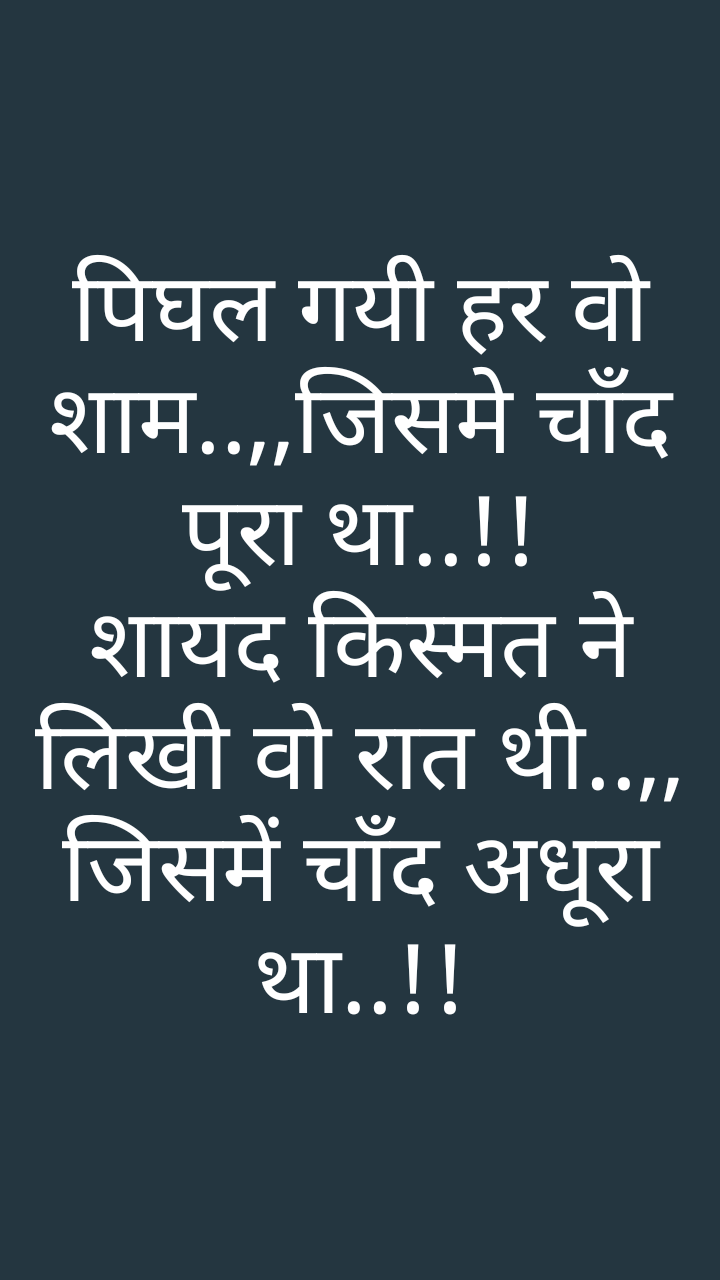 पिघल गयी हर वो
शाम..,,जिसमे चाँद
पूरा था..!!
शायद किस्मत ने
लिखी वो रात थी..,,
जिसमें चाँद अधूरा
था..!!